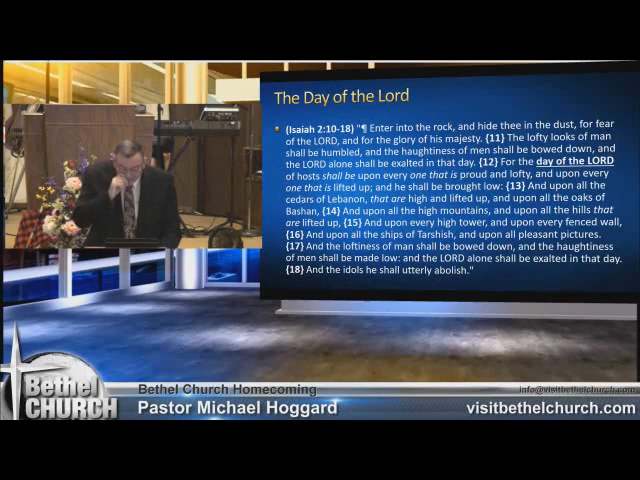 The Day of the Lord
(Isaiah 2:10-18) "¶ Enter into the rock, and hide thee in the dust, for fear
of the LORD, and for the glory of his majesty. {11} The lofty looks of man
shall be humbled, and the haughtiness of men shall be bowed down, and
the LORD alone shall be exalted in that day. {12} For the day of the LORD
of hosts shall be upon every one that is proud and lofty, and upon every
one that is lifted up; and he shall be brought low: {13} And upon all the
cedars of Lebanon, that are high and lifted up, and upon all the oaks of
Bashan, {14} And upon all the high mountains, and upon all the hills that
are lifted up, {15} And upon every high tower, and upon every fenced wall,
{16} And upon all the ships of Tarshish, and upon all pleasant pictures.
{17} And the loftiness of man shall be bowed down, and the haughtiness
of men shall be made low: and the LORD alone shall be exalted in that day.
{18} And the idols he shall utterly abolish."
Bethel
CHURCH
Bethel Church Homecoming
info@visitbethelchurch.com
Pastor Michael Hoggard
visitbethelchurch.com